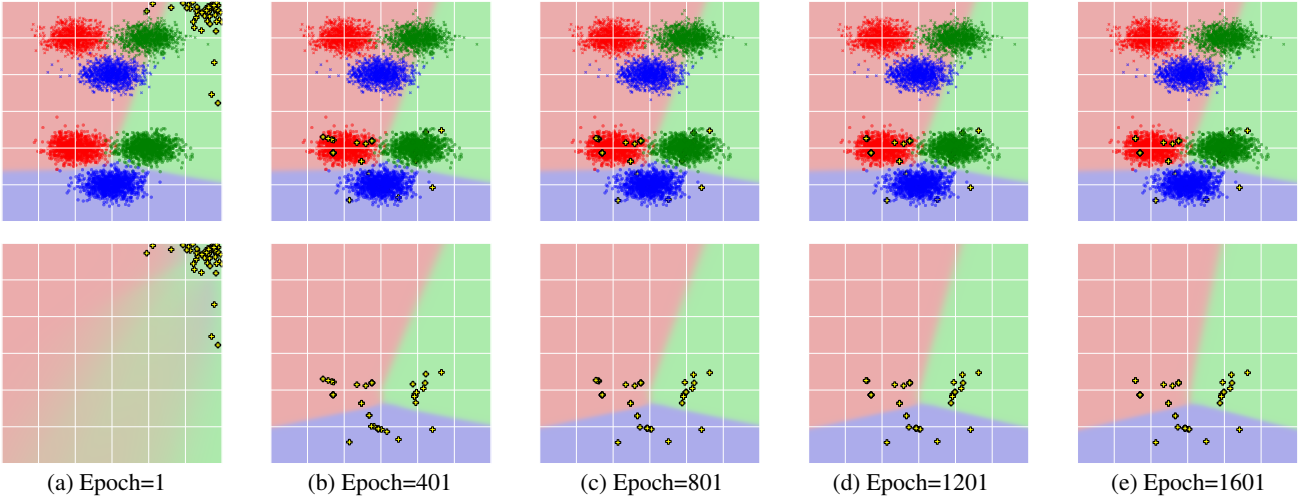 (a) Epoch=1
(b) Epoch=401
(c) Epoch=801
(d) Epoch=1201
(e) Epoch=1601